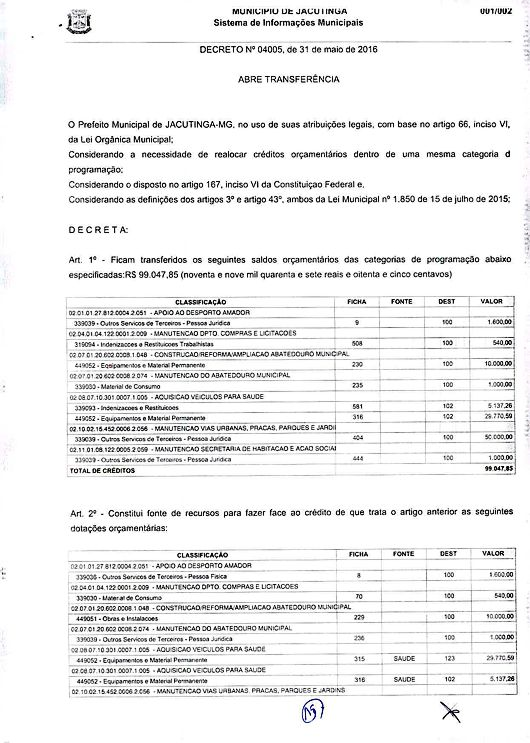 MUNICIPIO DE JACUTINGA 001/002
Sistema de Informações Municipais
DECRETO Nº 04005, de 31 de maio de 2016
ABRE TRANSFERÊNCIA
O Prefeito Municipal de JACUTINGA-MG, no uso de suas atribuições legais, com base no artigo 66, inciso VI,
da Lei Orgânica Municipal;
Considerando a necessidade de realocar créditos orçamentários dentro de uma mesma categoria d
programação;
Considerando o disposto no artigo 167, inciso VI da Constituiçao Federal e,
Considerando as definições dos artigos 3º e artigo 43º, ambos da Lei Municipal nº 1.850 de 15 de julho de 2015;
D E C R E T A:
Art. 1º - Ficam transferidos os seguintes saldos orçamentários das categorias de programação abaixo
especificadas:R$ 99.047,85 (noventa e nove mil quarenta e sete reais e oitenta e cinco centavos)
CLASSIFICAÇÃO FICHA FONTE DEST VALOR
02.01.01.27.812.0004.2.051 - APOIO AO DESPORTO AMADOR
339039 - Outros Servicos de Terceiros - Pessoa Juridica 9 100 1.600,00
02.04.01.04.122.0001.2.009 - MANUTENCAO DPTO. COMPRAS E LICITACOES
319094 - Indenizacoes e Restituicoes Trabalhistas 508 100 540,00
02.07.01.20.602.0008.1.048 - CONSTRUCAO/REFORMA/AMPLIACAO ABATEDOURO MUNICIPAL
449052 - Equipamentos e Material Permanente 230 100 10.000,00
02.07.01.20.602.0008.2.074 - MANUTENCAO DO ABATEDOURO MUNICIPAL
339030 - Material de Consumo 235 100 1.000,00
02.08.07.10.301.0007.1.005 - AQUISICAO VEICULOS PARA SAUDE
339093 - Indenizacoes e Restituicoes 581 102 5.137,26
449052 - Equipamentos e Material Permanente 316 102 29.770,59
02.10.02.15.452.0006.2.056 - MANUTENCAO VIAS URBANAS, PRACAS, PARQUES E JARDI
339039 - Outros Servicos de Terceiros - Pessoa Juridica 404 100 50.000,00
02.11.01.08.122.0005.2.059 - MANUTENCAO SECRETARIA DE HABITACAO E ACAO SOCIAL
339039 - Outros Servicos de Terceiros - Pessoa Juridica 444 100 1.000,00
TOTAL DE CRÉDITOS 99.047,85
Art. 2º - Constitui fonte de recursos para fazer face ao crédito de que trata o artigo anterior as seguintes
dotações orçamentárias:
CLASSIFICAÇÃO FICHA FONTE DEST VALOR
02.01.01.27.812.0004.2.051 - APOIO AO DESPORTO AMADOR
339036 - Outros Servicos de Terceiros - Pessoa Fisica 8 100 1.600,00
02.04.01.04.122.0001.2.009 - MANUTENCAO DPTO. COMPRAS E LICITACOES
339030 - Material de Consumo 70 100 540,00
02.07.01.20.602.0008.1.048 - CONSTRUCAO/REFORMA/AMPLIACAO ABATEDOURO MUNICIPAL
449051 - Obras e Instalacoes 229 100 10.000,00
02.07.01.20.602.0008.2.074 - MANUTENCAO DO ABATEDOURO MUNICIPAL
339039 - Outros Servicos de Terceiros - Pessoa Juridica 236 100 1.000,00
02.08.07.10.301.0007.1.005 - AQUISICAO VEICULOS PARA SAUDE
449052 - Equipamentos e Material Permanente 315 SAUDE 123 29.770,59
02.08.07.10.301.0007.1.005 - AQUISICAO VEICULOS PARA SAUDE
449052 - Equipamentos e Material Permanente 316 SAUDE 102 5.137,26
02.10.02.15.452.0006.2.056 - MANUTENCAO VIAS URBANAS, PRACAS, PARQUES E JARDINS